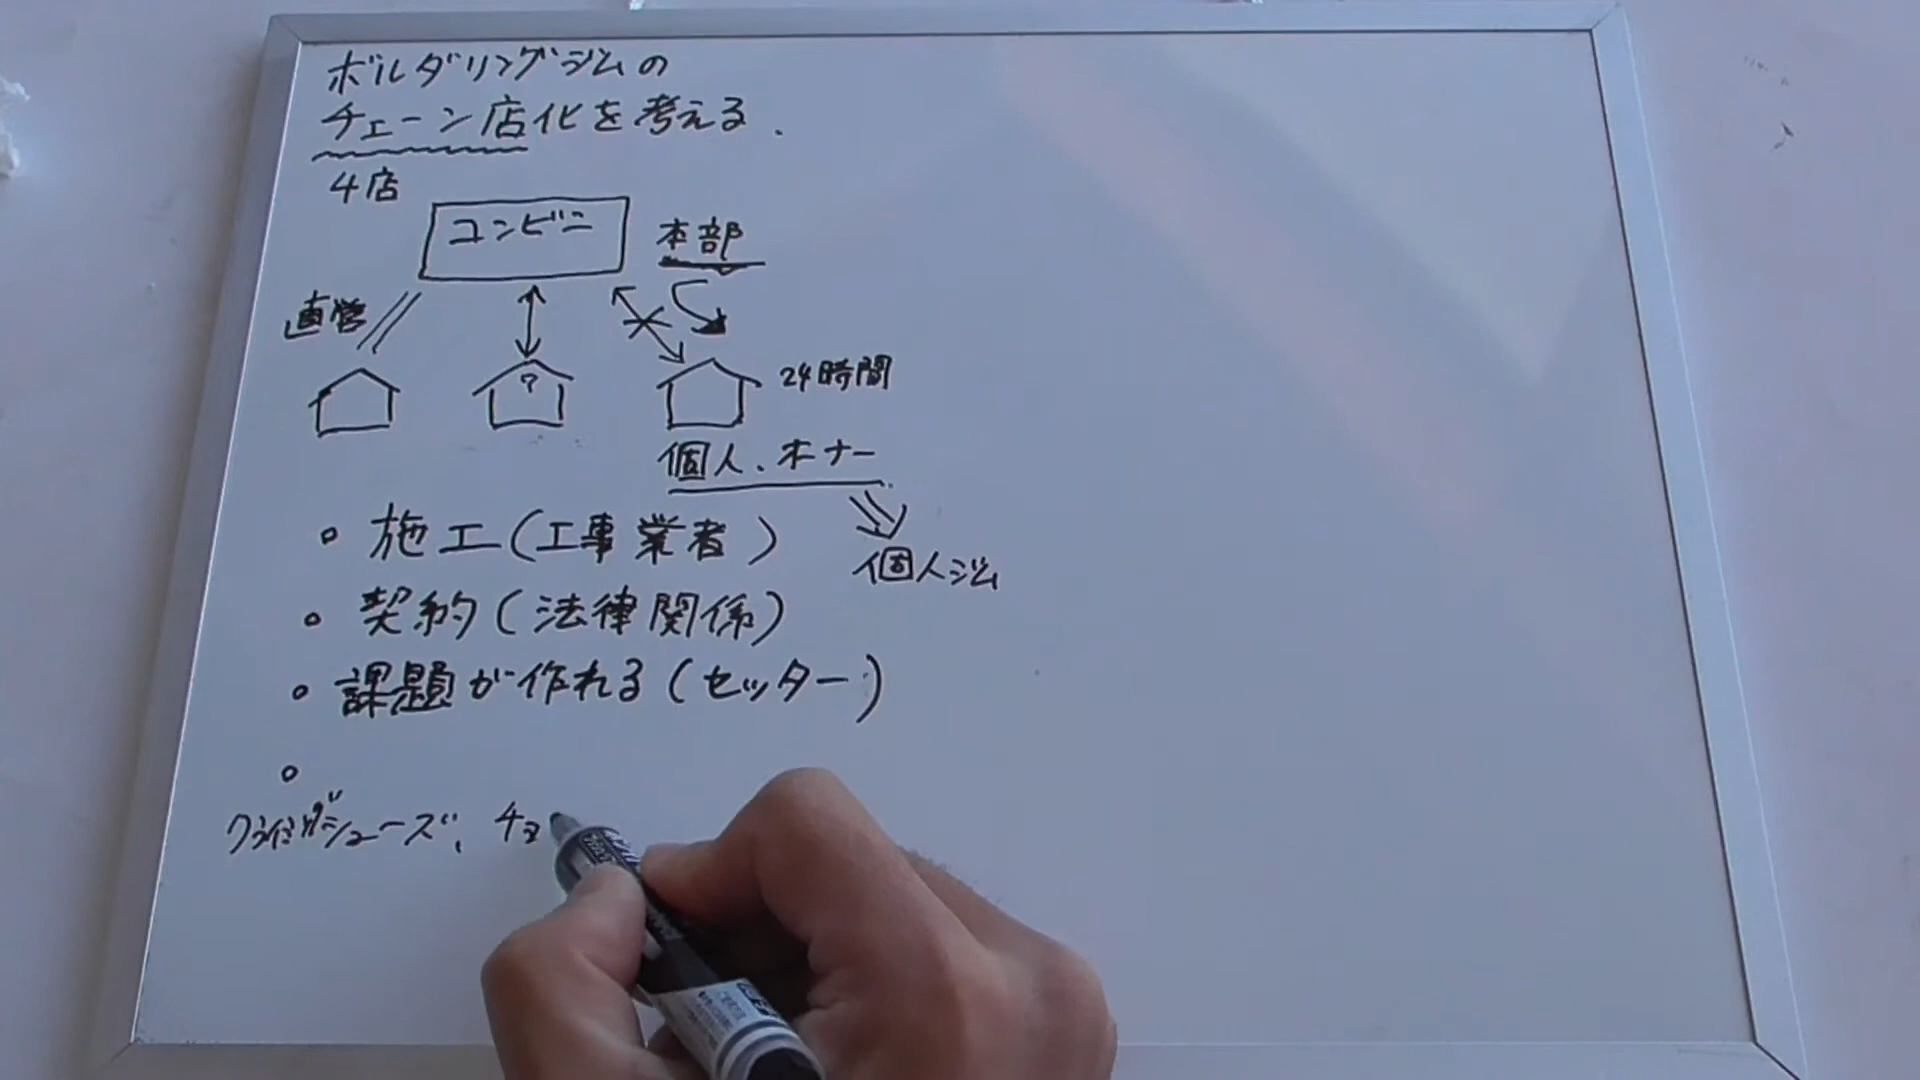 ボルダリングジムの
チェーン店化を考える.
4店
コンビニ
本部
直営
?
24時間
個人、オーナー
施工(工事業者)
個人ジム
契約(法律関係)
課題が作れる(セッター)
クライミングシューズ、チョ